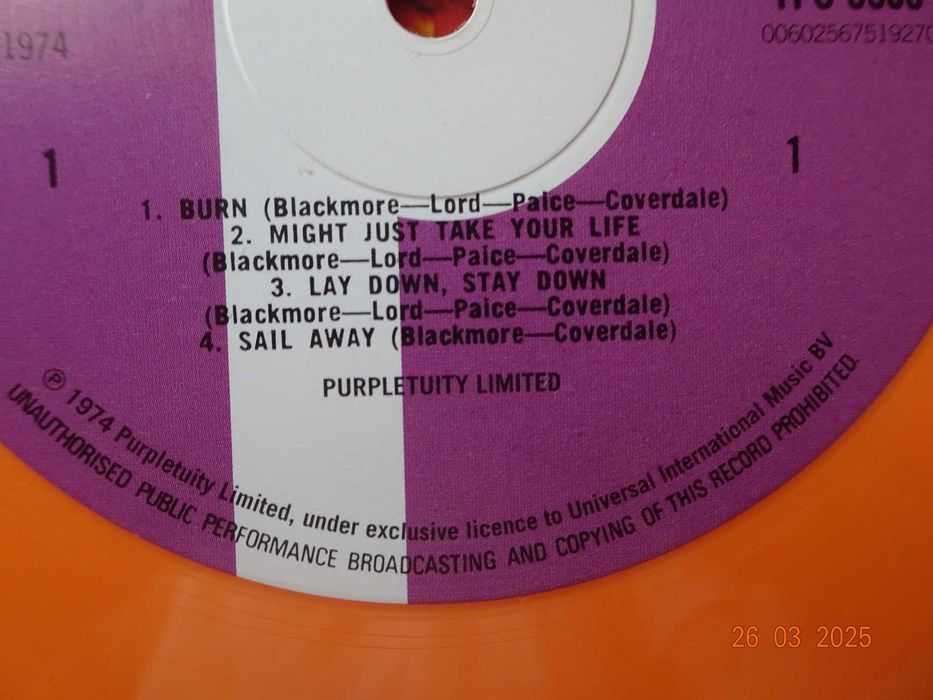 1974
00602567519270
1
1
1. BURN (Blackmore—Lord—Paice—Coverdale)
2. MIGHT JUST TAKE YOUR LIFE
(Blackmore—Lord—Paice—Coverdale)
3. LAY DOWN, STAY DOWN
(Blackmore—Lord—Paice—Coverdale)
4. SAIL AWAY (Blackmore—Coverdale)
PURPLETUITY LIMITED
℗ 1974 Purpletuity Limited, under exclusive licence to Universal International Music BV
UNAUTHORISED PUBLIC PERFORMANCE BROADCASTING AND COPYING OF THIS RECORD PROHIBITED.
26 03 2025